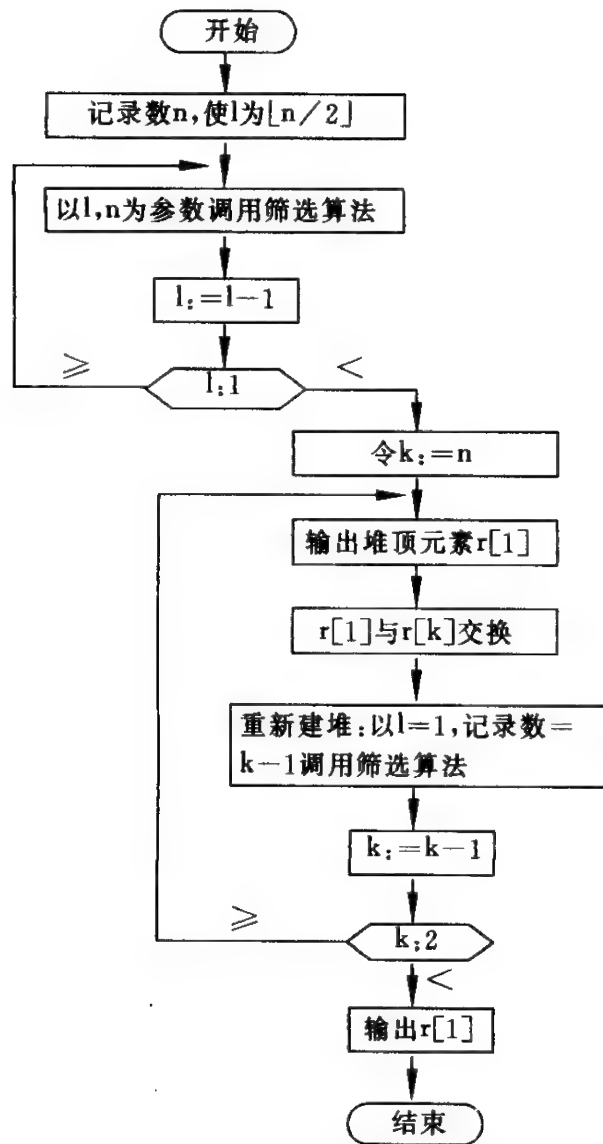 开始
记录数n,使l为⌊n/2⌋
以l,n为参数调用筛选算法
l:=l-1
≥
l:1
<
令k:=n
输出堆顶元素r[1]
r[1]与r[k]交换
重新建堆:以l=1,记录数=
k-1调用筛选算法
k:=k-1
≥
k:2
<
输出r[1]
结束